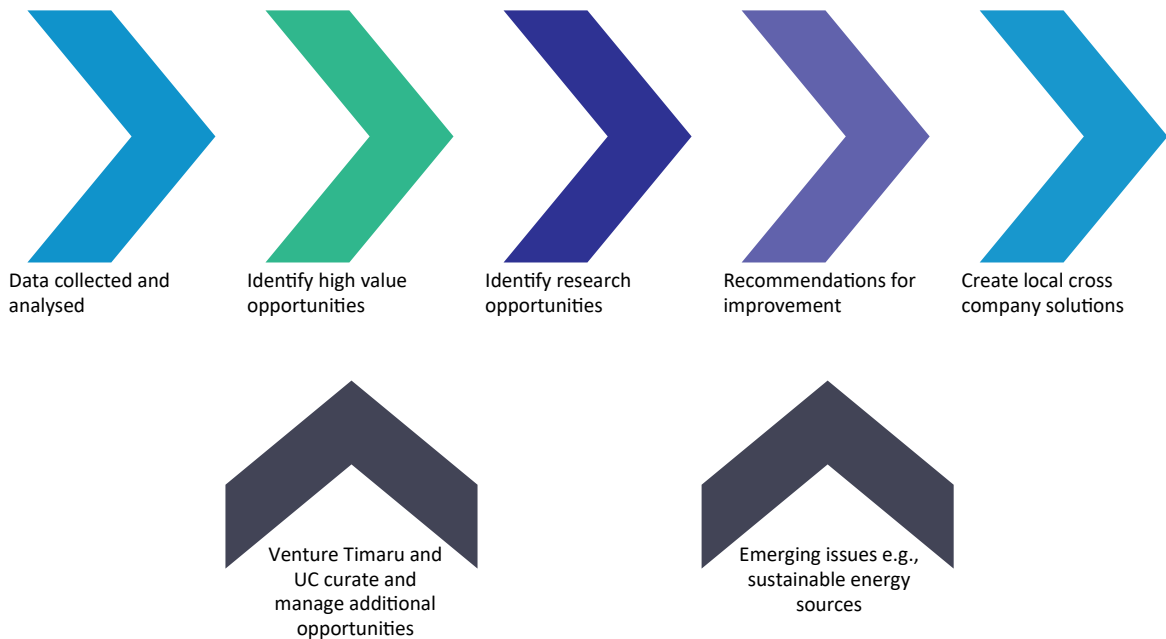 Data collected and
analysed
Identify high value
opportunities
Identify research
opportunities
Recommendations for
improvement
Create local cross
company solutions
Venture Timaru and
UC curate and
manage additional
opportunities
Emerging issues e.g.,
sustainable energy
sources